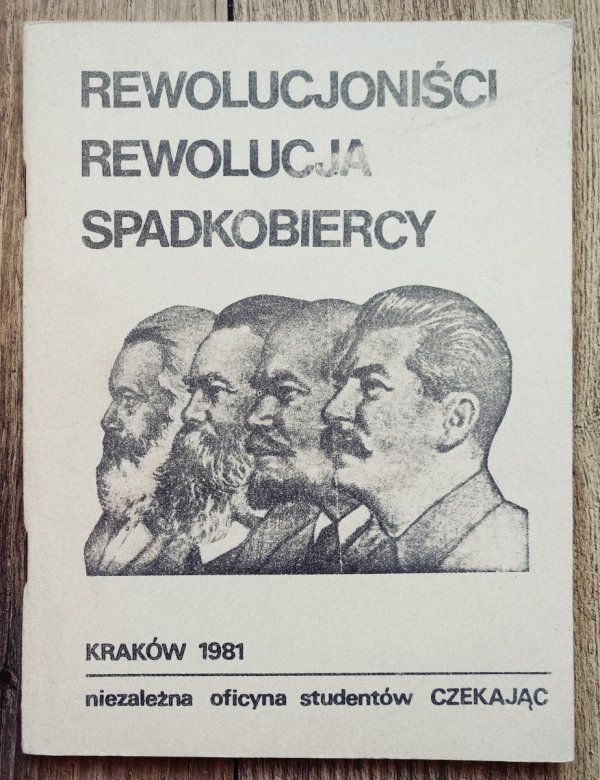 REWOLUCJONIŚCI
REWOLUCJA
SPADKOBIERCY
KRAKÓW 1981
niezależna oficyna studentów CZEKAJĄC